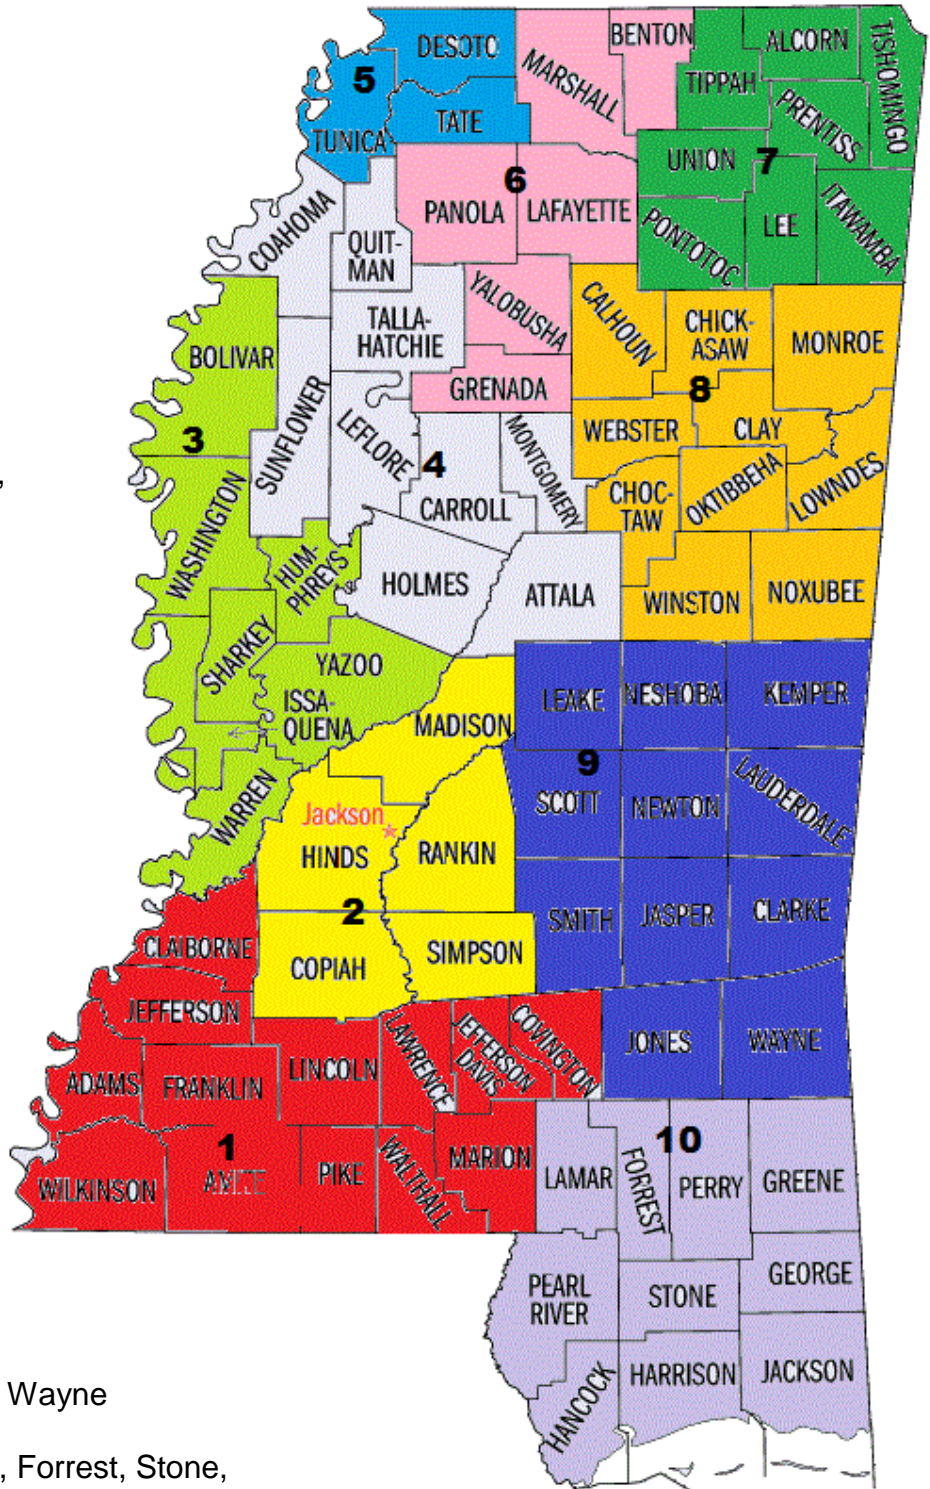 DESOTO
BENTON
ALCORN
TISHOMINGO
MARSHALL
TIPPAH
5
TUNICA
TATE
PRENTISS
UNION
7
6
PANOLA
LAFAYETTE
COAHOMA
QUIT-
MAN
PONTOTOC
LEE
ITAWAMBA
TALLA-
HATCHIE
YALOBUSHA
CALHOUN
CHICK-
ASAW
MONROE
BOLIVAR
GRENADA
8
SUNFLOWER
LEFLORE
MONTGOMERY
WEBSTER
CLAY
3
4
,
WASHINGTON
CARROLL
CHOC-
TAW
OKTIBBEHA
LOWNDES
HUM-
PHREYS
HOLMES
ATTALA
WINSTON
NOXUBEE
SHARKEY
YAZOO
ISSA-
QUENA
MADISON
LEAKE
NESHOBA
KEMPER
9
WARREN
Jackson
HINDS
RANKIN
SCOTT
NEWTON
LAUDERDALE
2
CLAIBORNE
COPIAH
SIMPSON
SMITH
JASPER
CLARKE
JEFFERSON
LAWRENCE
JEFFERSON
DAVIS
COVINGTON
JONES
WAYNE
ADAMS
FRANKLIN
LINCOLN
1
10
WILKINSON
AMITE
PIKE
WALTHALL
MARION
LAMAR
FORREST
PERRY
GREENE
PEARL
RIVER
STONE
GEORGE
HANCOCK
HARRISON
JACKSON
Wayne
, Forrest, Stone,